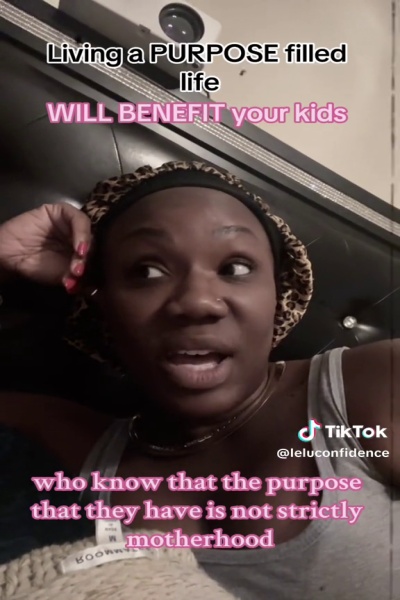 Living a PURPOSE filled
life
WILL BENEFIT your kids
TikTok
@leluconfidence
who know that the purpose
that they have is not strictly
motherhood